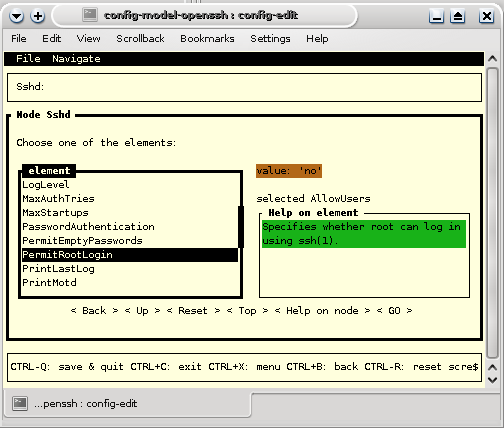 config-model-openssh : config-edit
File Edit View Scrollback Bookmarks Settings Help
File Navigate
Sshd:
Node Sshd
Choose one of the elements:
element
LogLevel
MaxAuthTries
MaxStartups
PasswordAuthentication
PermitEmptyPasswords
PermitRootLogin
PrintLastLog
PrintMotd
value: 'no'
selected AllowUsers
Help on element
Specifies whether root can log in
using ssh(1).
< Back > < Up > < Reset > < Top > < Help on node > < GO >
CTRL-Q: save & quit CTRL+C: exit CTRL+X: menu CTRL+B: back CTRL-R: reset scre$
...penssh : config-edit